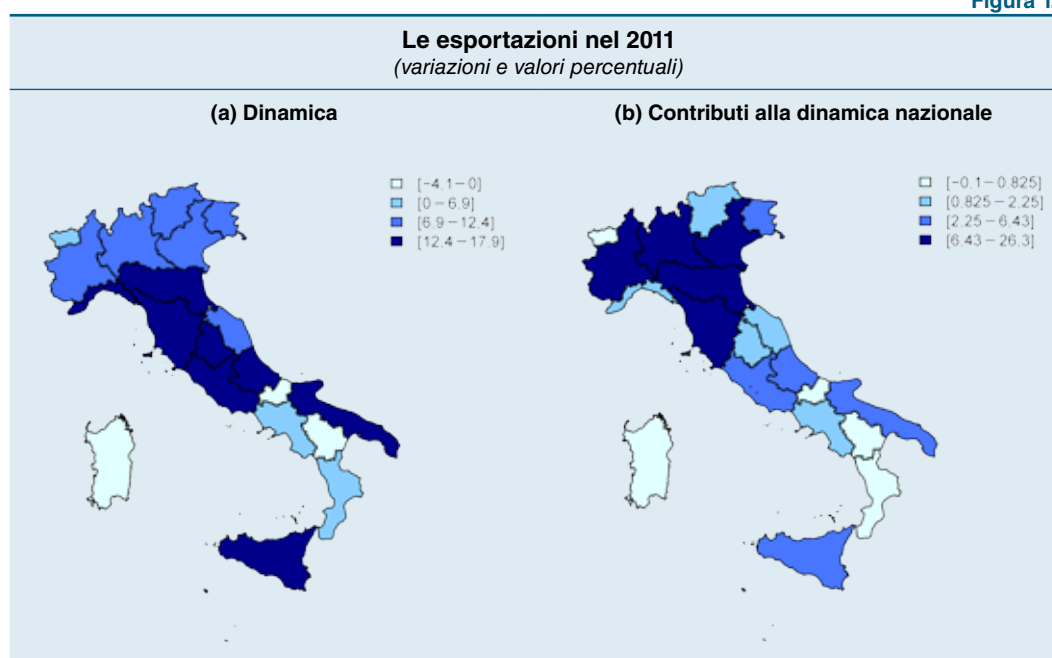 Figura 1.
Le esportazioni nel 2011
(variazioni e valori percentuali)
(a) Dinamica
(b) Contributi alla dinamica nazionale
[−4.1−0]
[0−6.9]
[6.9−12.4]
[12.4−17.9]
[−0.1−0.825]
[0.825−2.25]
[2.25−6.43]
[6.43−26.3]